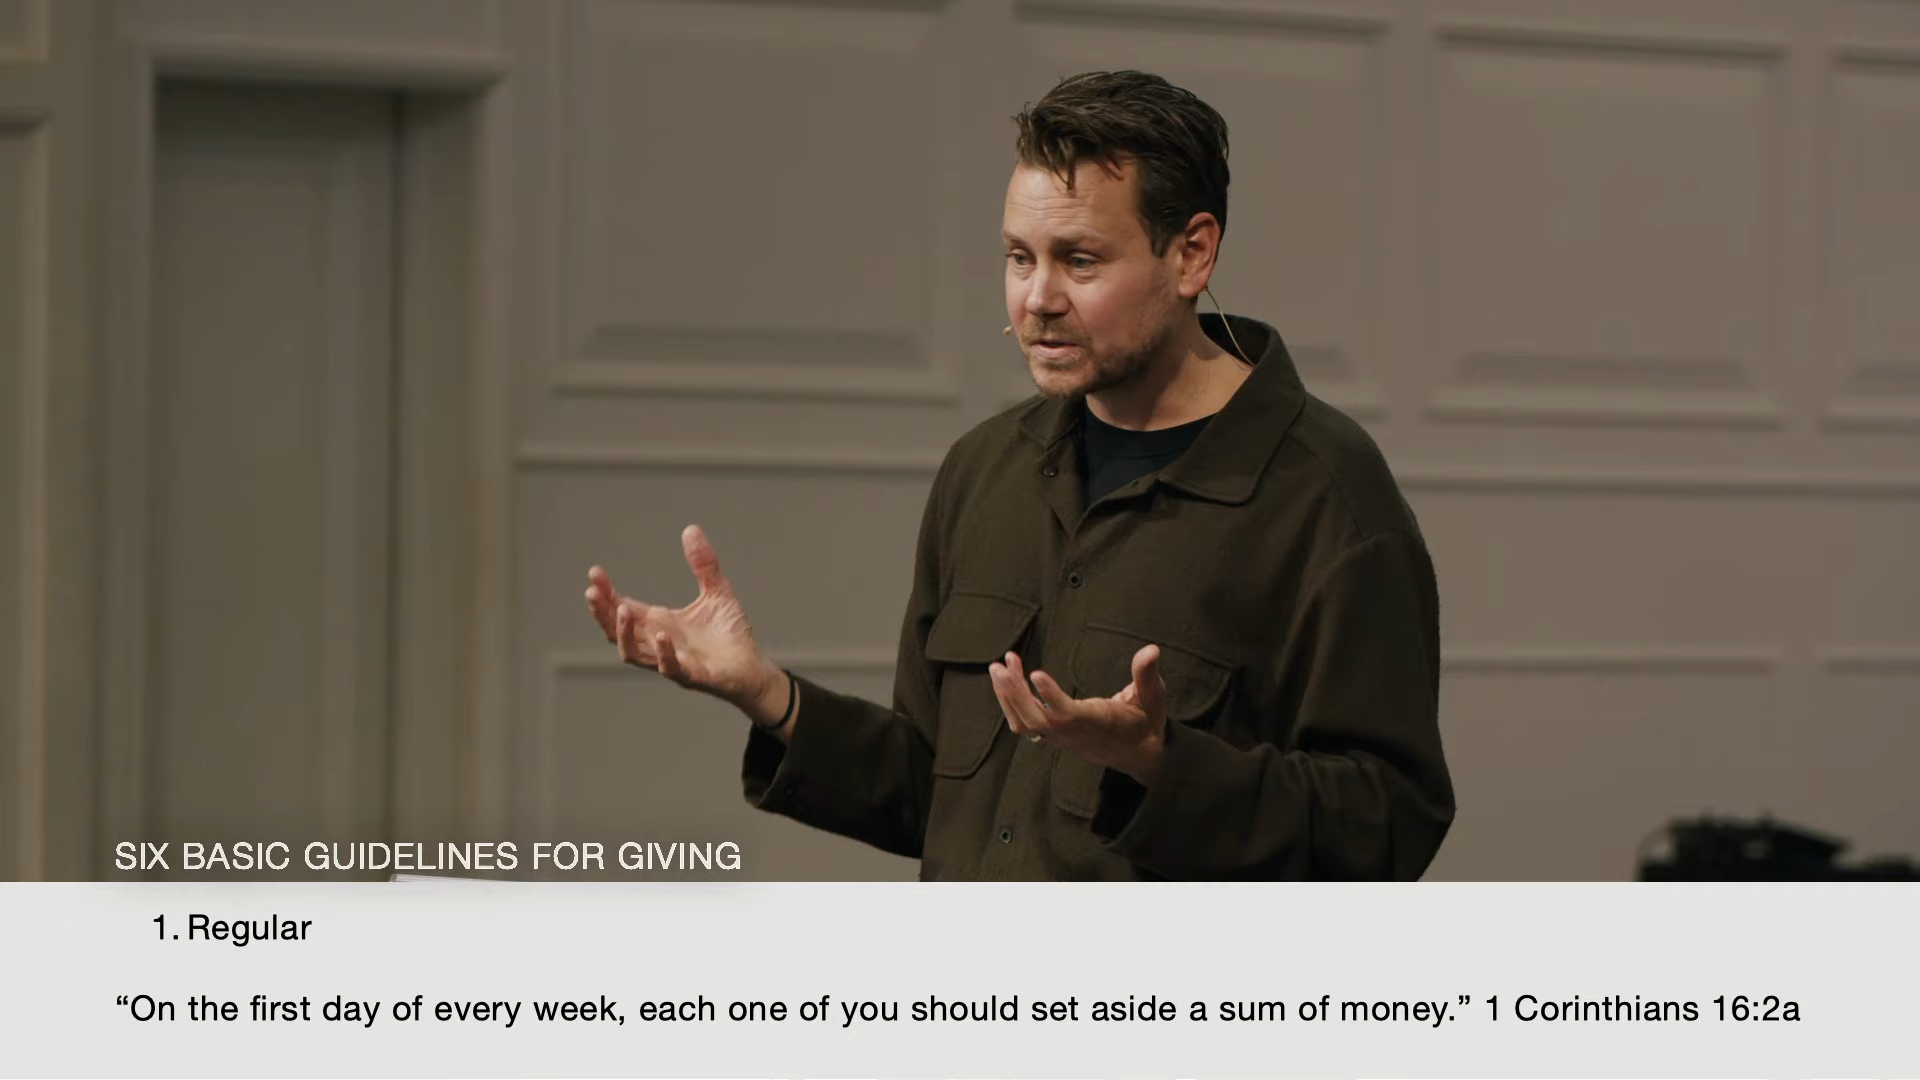 SIX BASIC GUIDELINES FOR GIVING
1. Regular
“On the first day of every week, each one of you should set aside a sum of money.” 1 Corinthians 16:2a